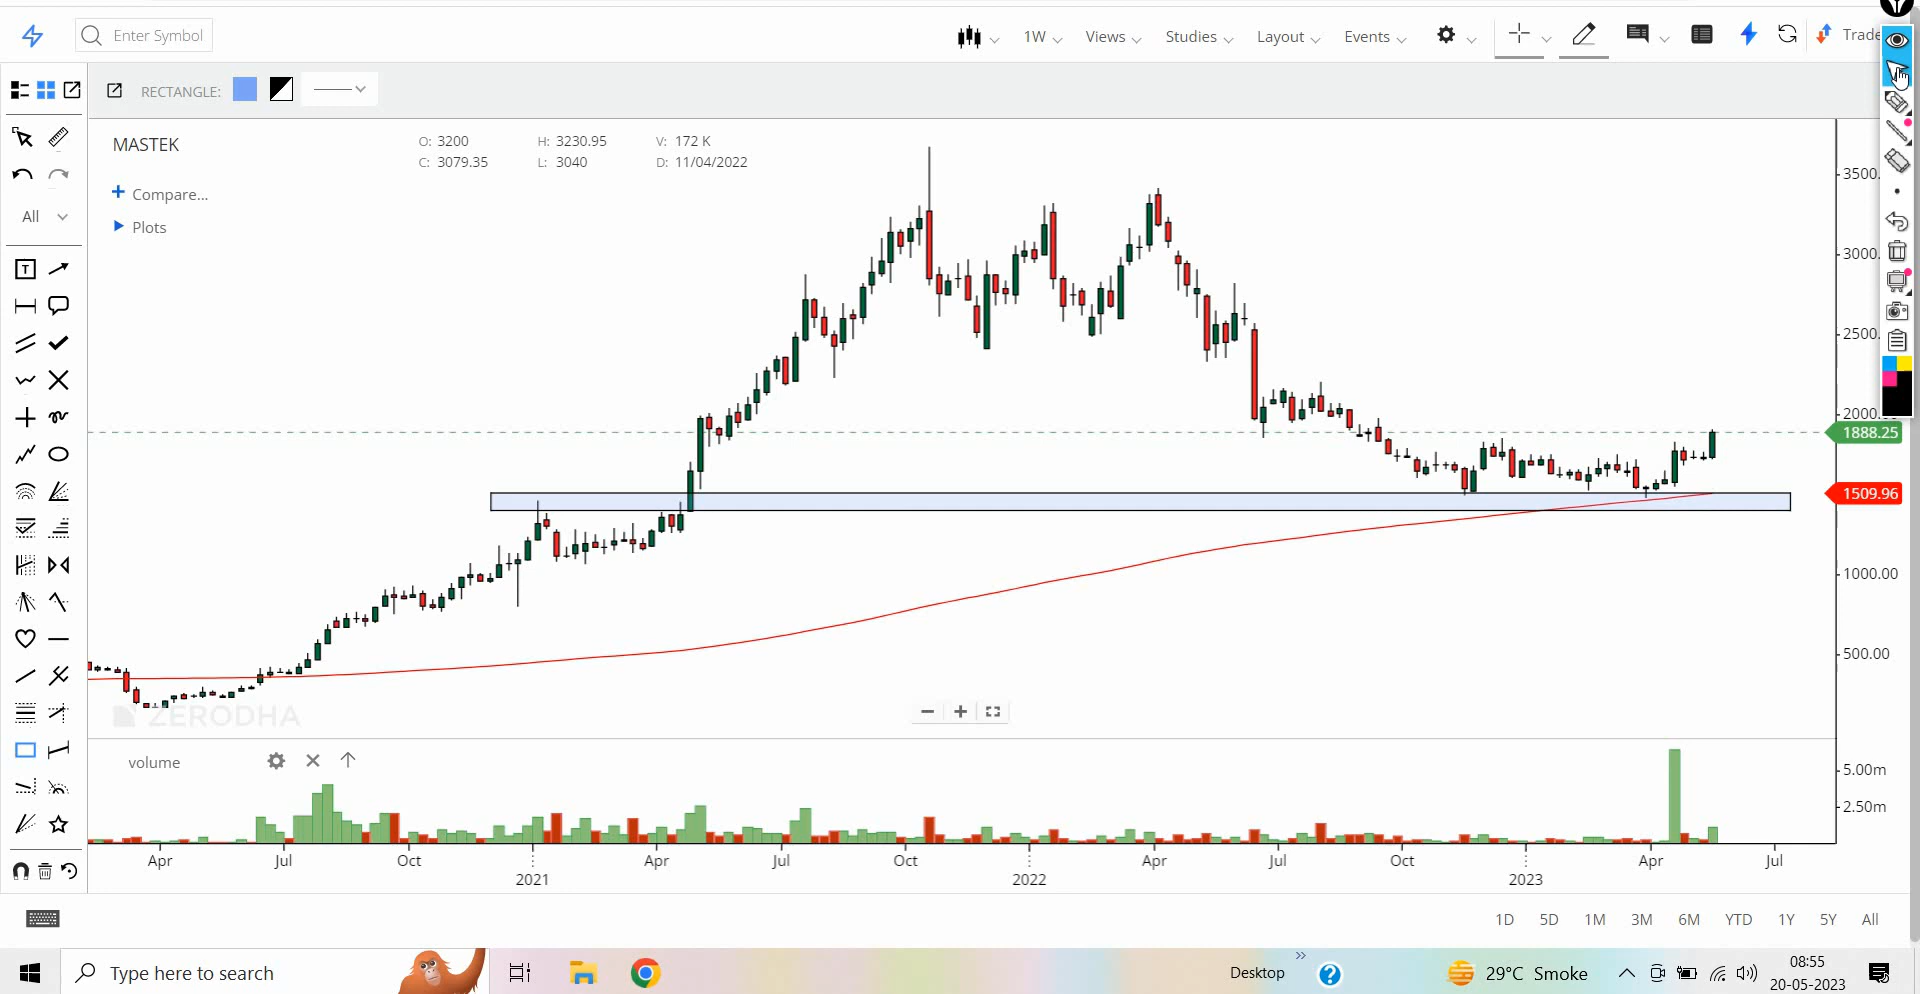 Enter Symbol
1W
Views
Studies
Layout
Events
Trade
RECTANGLE:
MASTEK
O: 3200
H: 3230.95
V: 172 K
C: 3079.35
L: 3040
D: 11/04/2022
Compare...
Plots
All
T
3500.
3000.
2500.
2000.
1888.25
1509.96
1000.00
500.00
ZERODHA
volume
5.00m
2.50m
Apr
Jul
Oct
2021
Apr
Jul
Oct
2022
Apr
Jul
Oct
2023
Apr
Jul
1D
5D
1M
3M
6M
YTD
1Y
5Y
All
Type here to search
Desktop
29°C Smoke
08:55
20-05-2023